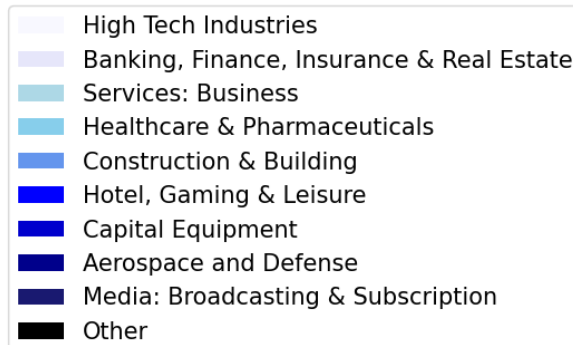 High Tech Industries
Banking, Finance, Insurance & Real Estate
Services: Business
Healthcare & Pharmaceuticals
Construction & Building
Hotel, Gaming & Leisure
Capital Equipment
Aerospace and Defense
Media: Broadcasting & Subscription
Other